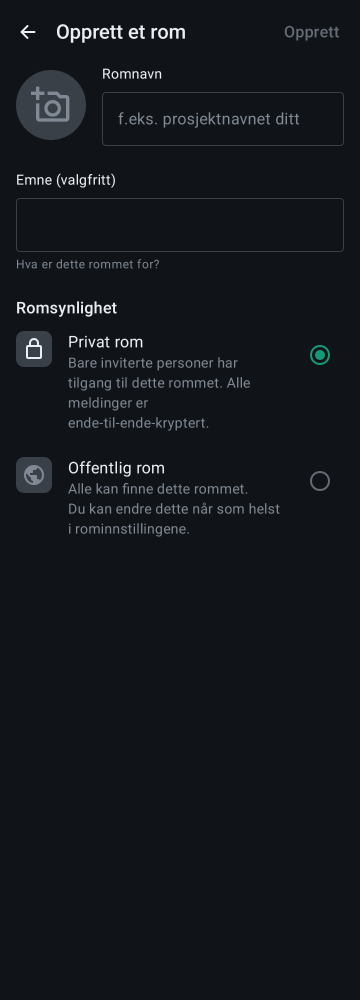 Opprett et rom
Opprett
Romnavn
f.eks. prosjektnavnet ditt
Emne (valgfritt)
Hva er dette rommet for?
Romsynlighet
Privat rom
Bare inviterte personer har
tilgang til dette rommet. Alle
meldinger er
ende-til-ende-kryptert.
Offentlig rom
Alle kan finne dette rommet.
Du kan endre dette når som helst
i rominnstillingene.